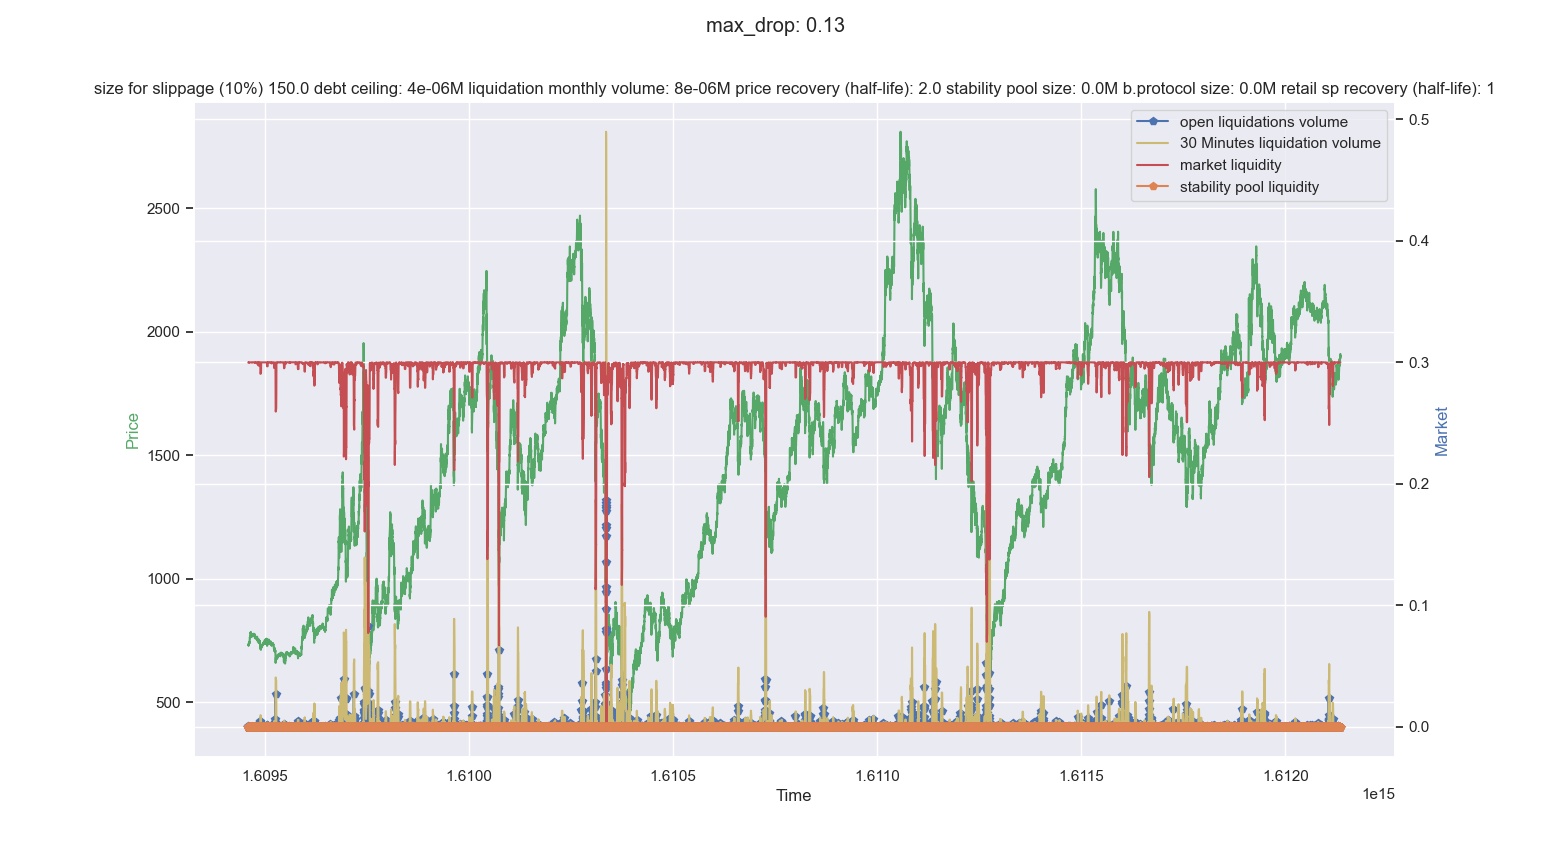 max_drop: 0.13
size for slippage (10%) 150.0 debt ceiling: 4e-06M liquidation monthly volume: 8e-06M price recovery (half-life): 2.0 stability pool size: 0.0M b.protocol size: 0.0M retail sp recovery (half-life): 1
open liquidations volume
30 Minutes liquidation volume
market liquidity
stability pool liquidity
2500
2000
1500
1000
500
Price
0.5
0.4
0.3
0.2
0.1
0.0
Market
1.6095 1.6100 1.6105 1.6110 1.6115 1.6120
Time
1e15